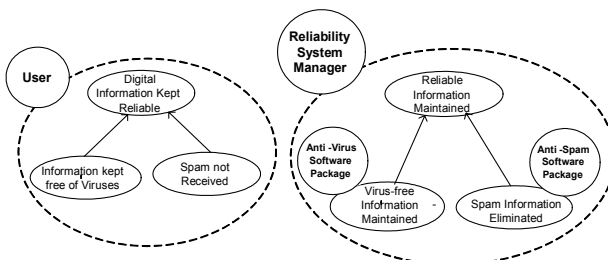 User
Digital
Information Kept
Reliable
Information kept
free of Viruses
Spam not
Received
Reliability
System
Manager
Reliable
Information
Maintained
Anti -Virus
Software
Package
Virus-free
Information -
Maintained
Anti -Spam
Software
Package
Spam Information
Eliminated